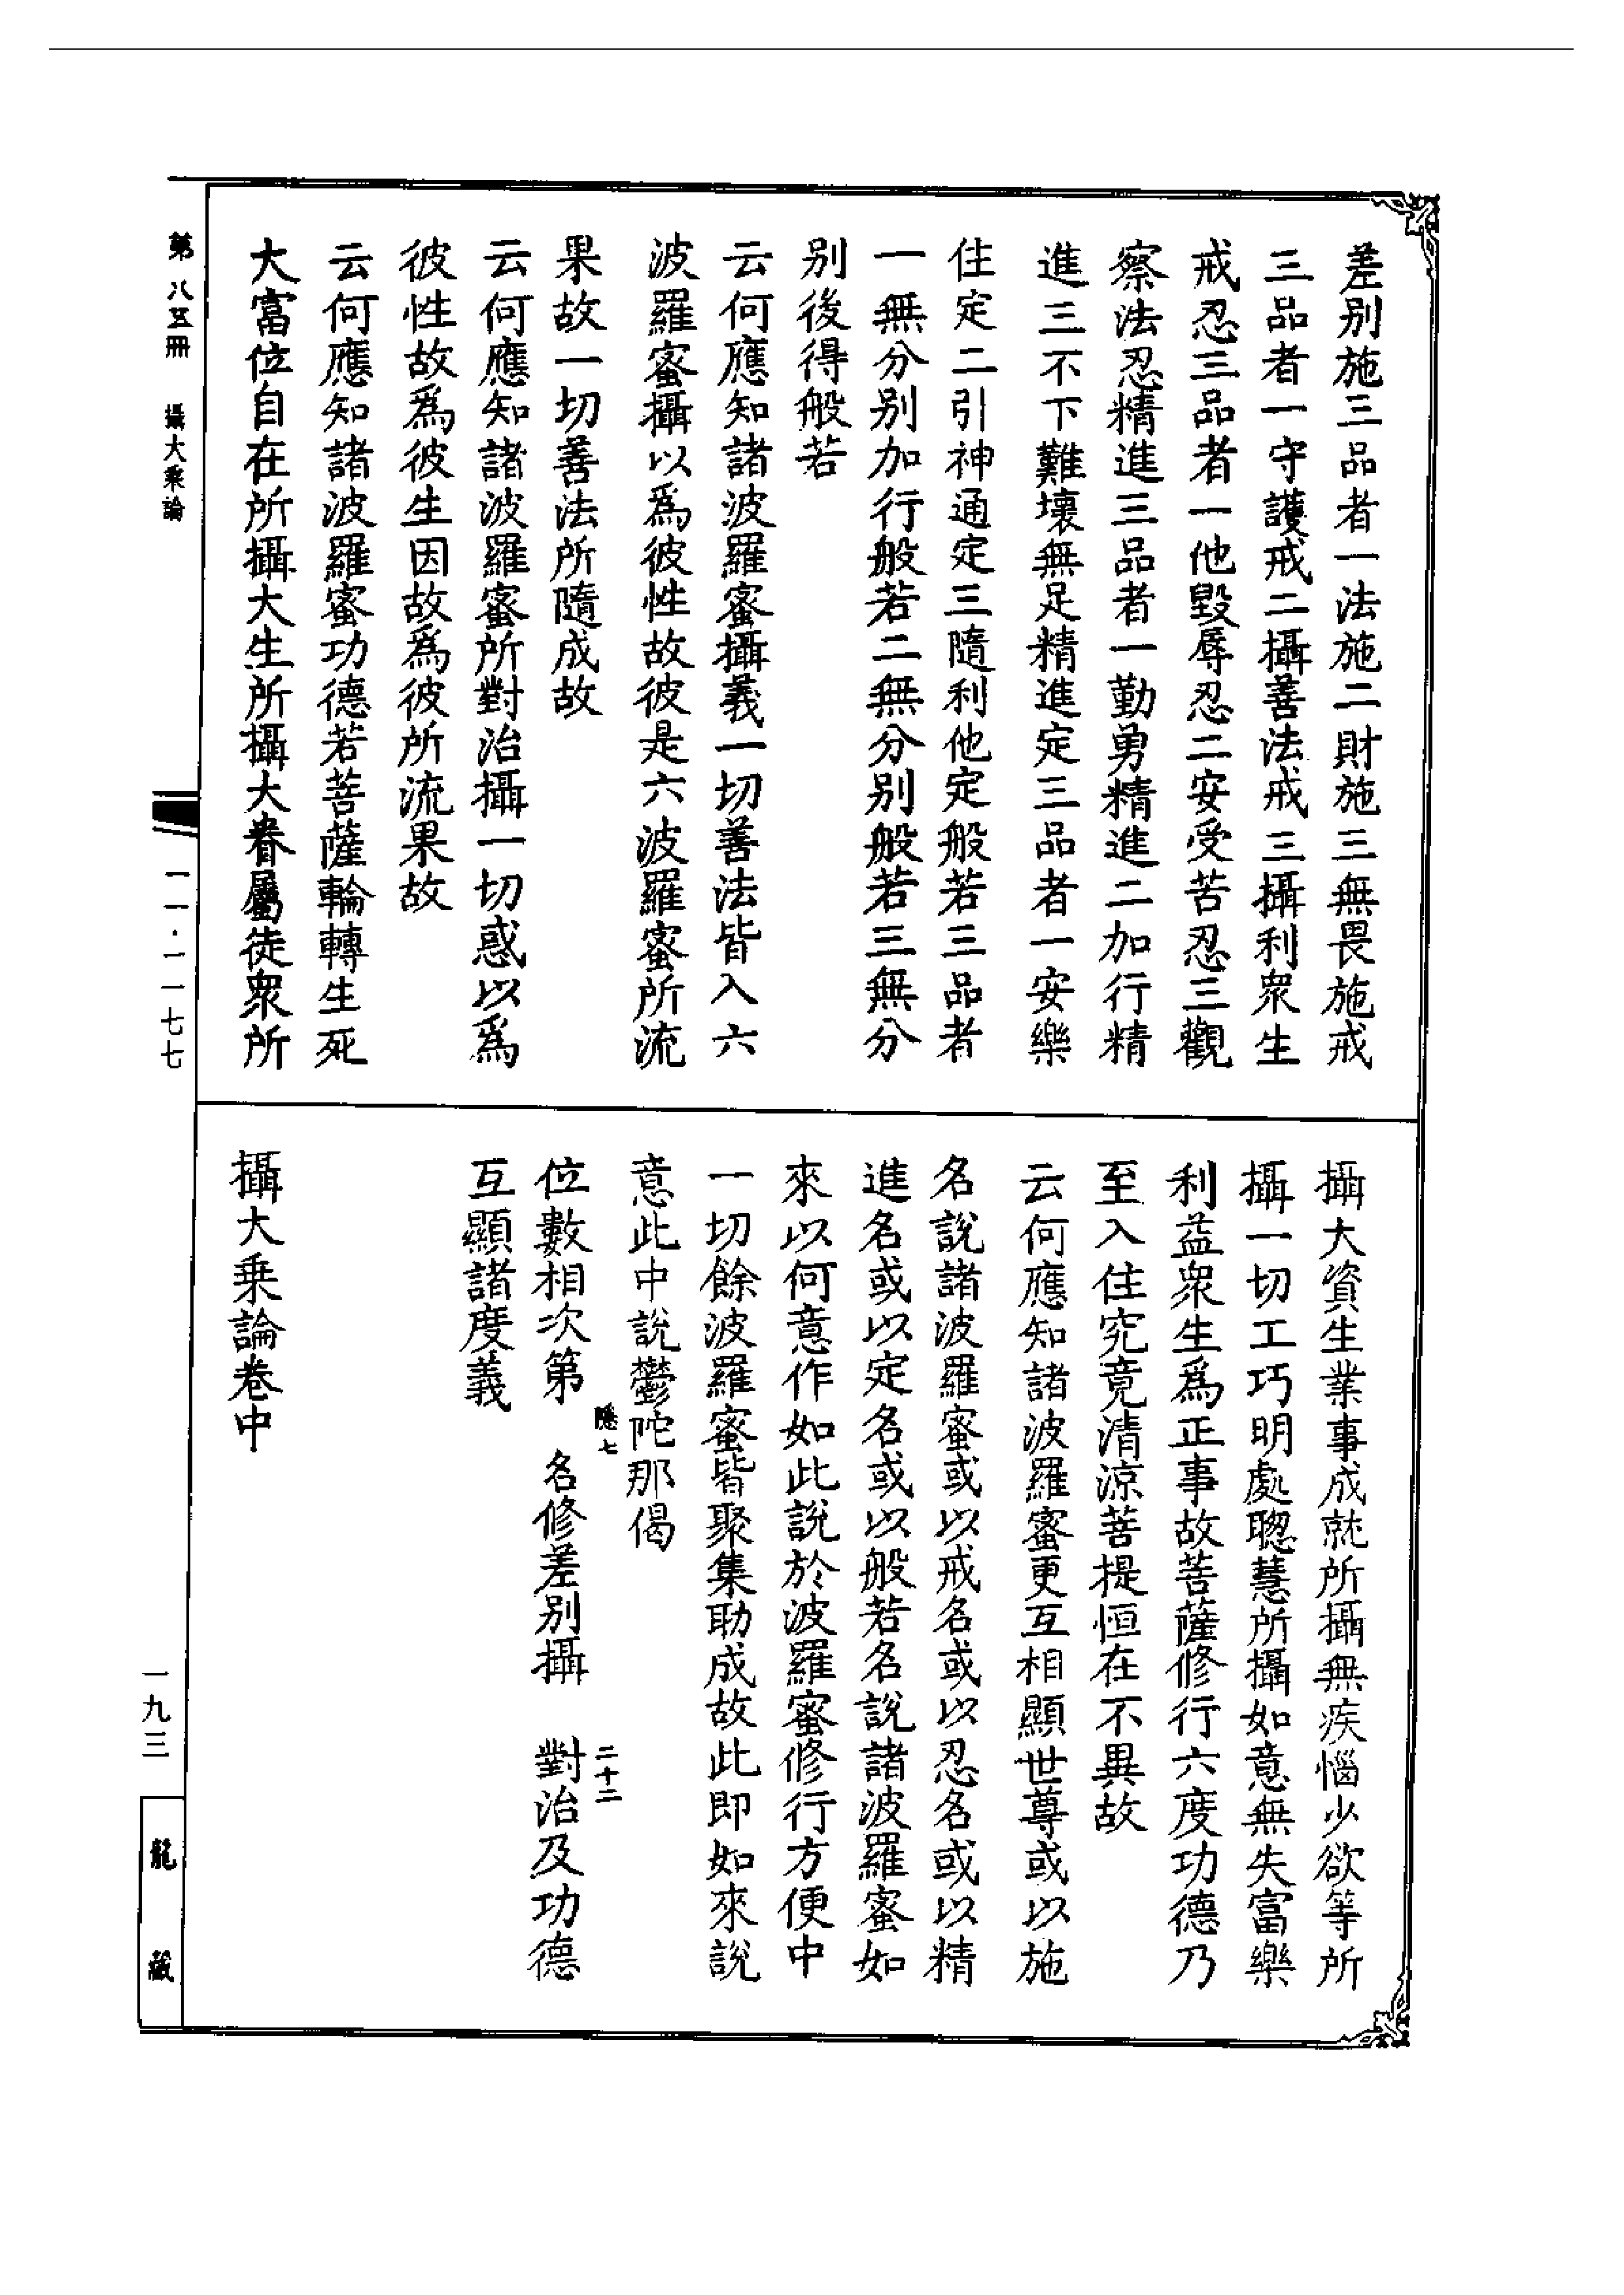 差别施三品者一法施二財施三無畏施戒
三品者一守護戒二攝善法戒三攝利衆生
戒忍三品者一他毀辱忍二安受苦忍三觀
察法忍精進三品者一勤勇精進二加行精
進三不下難壞無足精進定三品者一安樂
住定二引神通定三隨利他定般若三品者
一無分别加行般若二無分别般若三無分
别後得般若
云何應知諸波羅蜜攝義一切善法皆入六
波羅蜜攝以爲彼性故彼是六波羅蜜所流
果故一切善法所隨成故
云何應知諸波羅蜜所對治攝一切惑以爲
彼性故爲彼生因故爲彼所流果故
云何應知諸波羅蜜功德若菩薩輪轉生死
大富位自在所攝大生所攝大眷屬徒衆所
攝大資生業事成就所攝無疾惱少欲等所
攝一切工巧明處聰慧所攝如意無失富樂
利益衆生爲正事故菩薩修行六度功德乃
至入住究竟清涼菩提恒在不異故
云何應知諸波羅蜜更互相顯世尊或以施
名說諸波羅蜜或以戒名或以忍名或以精
進名或以定名或以般若名說諸波羅蜜如
來以何意作如此說於波羅蜜修行方便中
一切餘波羅蜜皆聚集助成故此即如來說
意此中說鬱陀那偈
隱七 二十二
位數相次第 名修差别攝 對治及功德
互顯諸度義
攝大乘論卷中
第八五冊 攝大乘論
一一·一一七七
一九三
龍藏